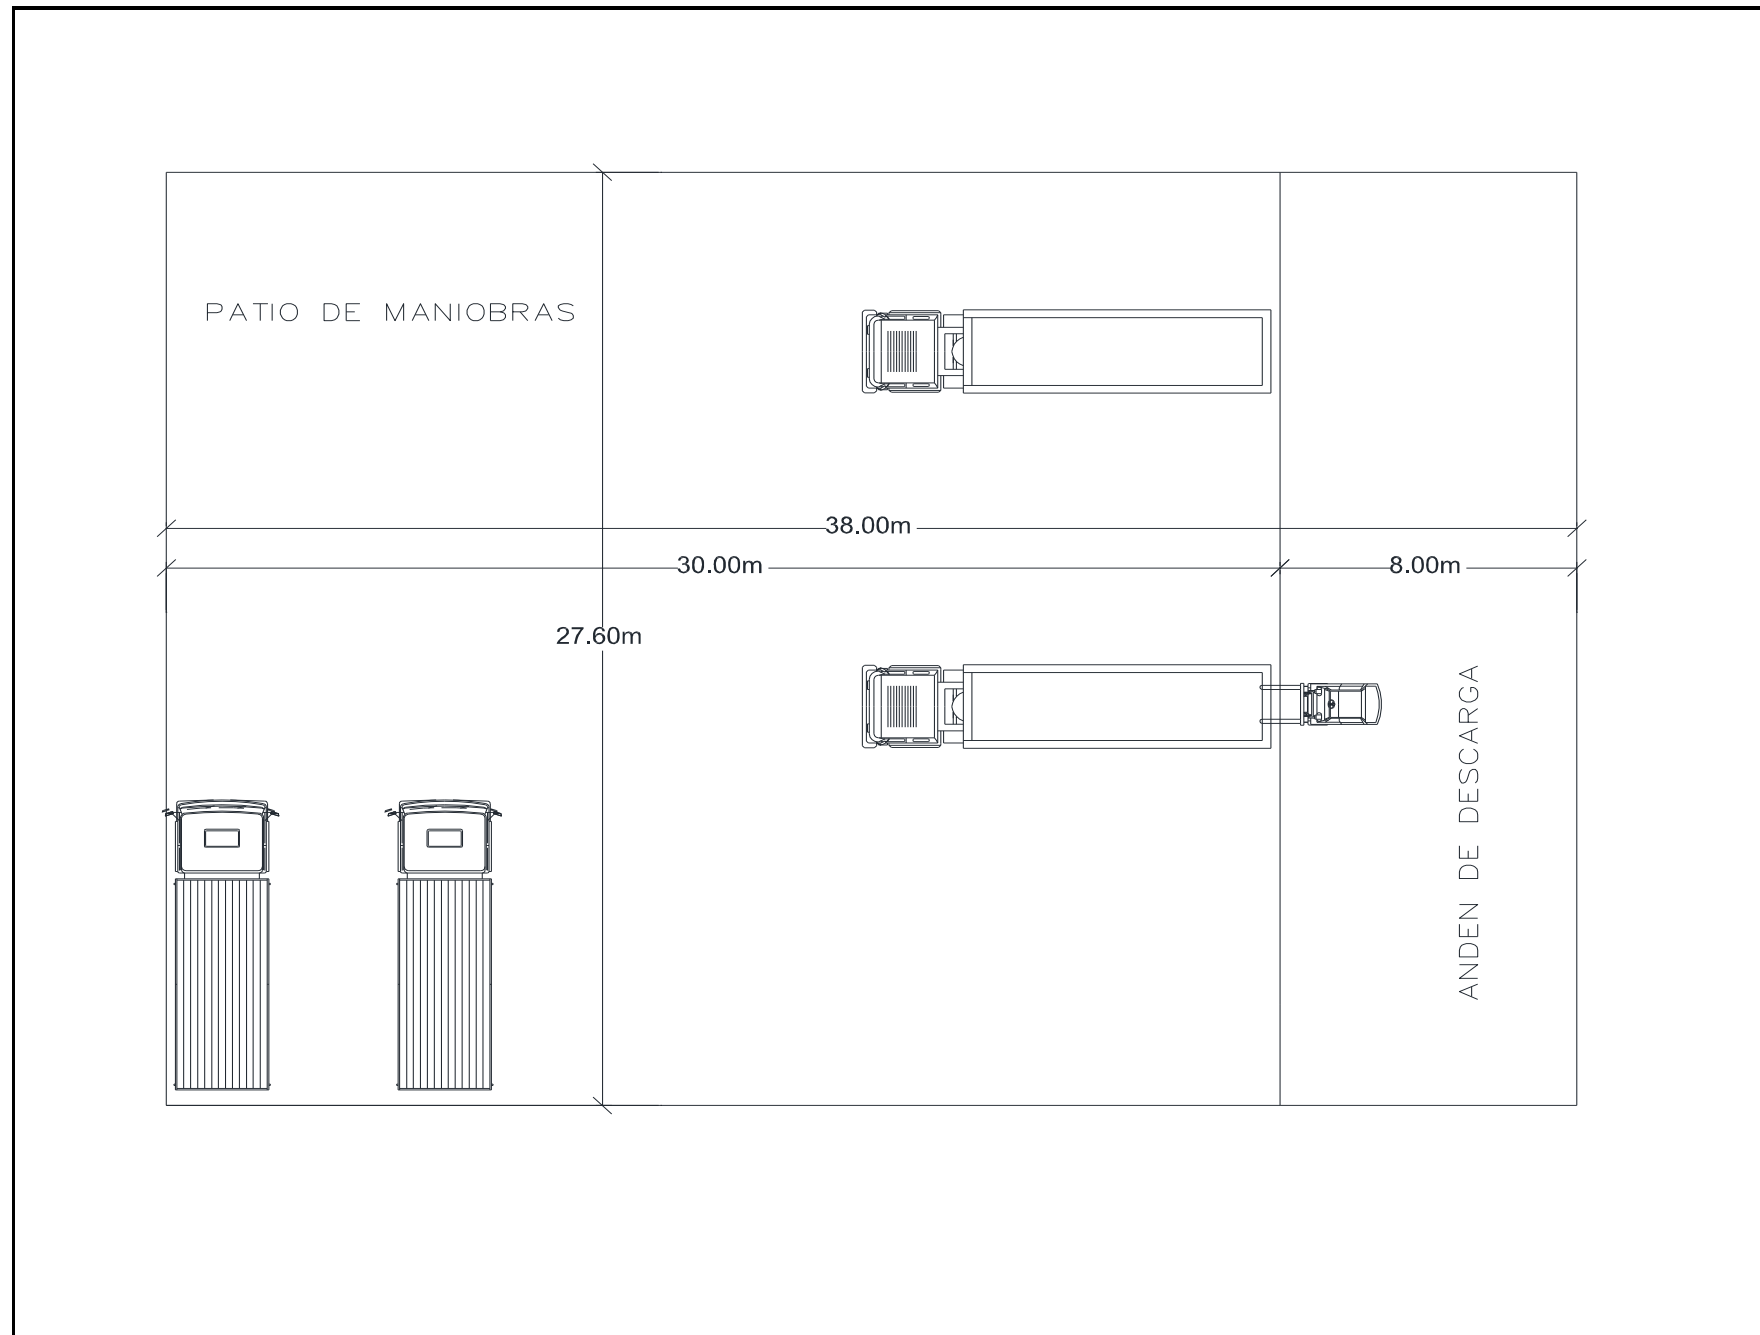 PATIO DE MANIOBRAS
38.00m
30.00m
8.00m
27.60m
ANDEN DE DESCARGA